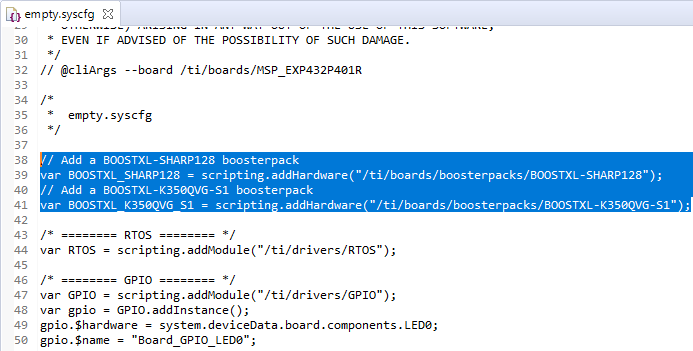 empty.syscfg
29 * OTHERWISE) ARISING IN ANY WAY OUT OF THE USE OF THIS SOFTWARE,
30 * EVEN IF ADVISED OF THE POSSIBILITY OF SUCH DAMAGE.
31 */
32 // @cliArgs --board /ti/boards/MSP_EXP432P401R
33
34 /*
35 *  empty.syscfg
36 */
37
38 // Add a BOOSTXL-SHARP128 boosterpack
39 var BOOSTXL_SHARP128 = scripting.addHardware("/ti/boards/boosterpacks/BOOSTXL-SHARP128");
40 // Add a BOOSTXL-K350QVG-S1 boosterpack
41 var BOOSTXL_K350QVG_S1 = scripting.addHardware("/ti/boards/boosterpacks/BOOSTXL-K350QVG-S1");
42
43 /* ======== RTOS ======== */
44 var RTOS = scripting.addModule("/ti/drivers/RTOS");
45
46 /* ======== GPIO ======== */
47 var GPIO = scripting.addModule("/ti/drivers/GPIO");
48 var gpio = GPIO.addInstance();
49 gpio.$hardware = system.deviceData.board.components.LED0;
50 gpio.$name = "Board_GPIO_LED0";